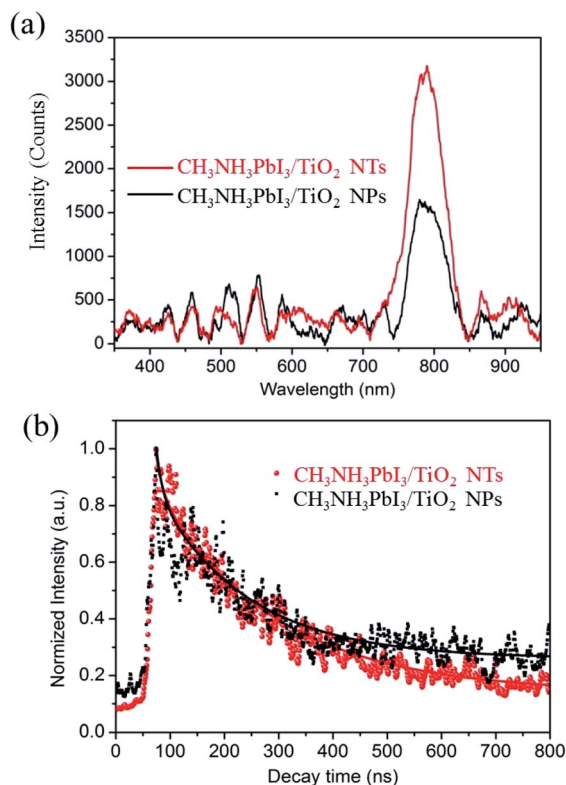 (a)
3500
3000
2500
2000
1500
1000
500
0
Intensity (Counts)
CH₃NH₃PbI₃/TiO₂ NTs
CH₃NH₃PbI₃/TiO₂ NPs
400 500 600 700 800 900
Wavelength (nm)
(b)
1.0
0.8
0.6
0.4
0.2
0.0
Normized Intensity (a.u.)
CH₃NH₃PbI₃/TiO₂ NTs
CH₃NH₃PbI₃/TiO₂ NPs
0 100 200 300 400 500 600 700 800
Decay time (ns)